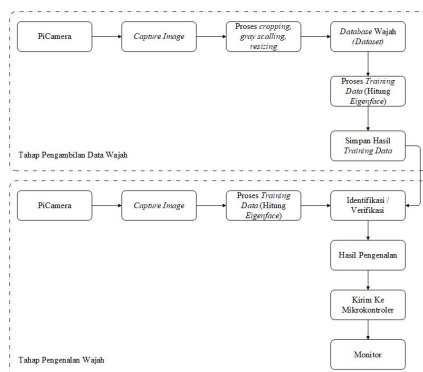 PiCamera
Capture Image
Proses cropping,
gray scalling,
resizing
Database Wajah
(Dataset)
Proses Training
Data (Hitung
Eigenface)
Simpan Hasil
Training Data
Tahap Pengambilan Data Wajah
PiCamera
Capture Image
Proses Training
Data (Hitung
Eigenface)
Identifikasi /
Verifikasi
Hasil Pengenalan
Kirim Ke
Mikrokontroler
Monitor
Tahap Pengenalan Wajah